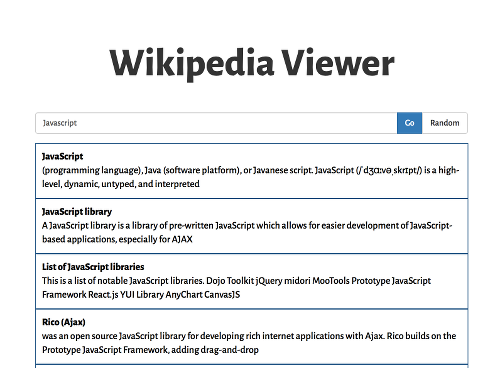 Wikipedia Viewer
Javascript
Go
Random
JavaScript
(programming language), Java (software platform), or Javanese script. JavaScript (/ˈdʒɑːvəˌskrɪpt/) is a high-
level, dynamic, untyped, and interpreted
JavaScript library
A JavaScript library is a library of pre-written JavaScript which allows for easier development of JavaScript-
based applications, especially for AJAX
List of JavaScript libraries
This is a list of notable JavaScript libraries. Dojo Toolkit jQuery midori MooTools Prototype JavaScript
Framework React.js YUI Library AnyChart CanvasJS
Rico (Ajax)
was an open source JavaScript library for developing rich internet applications with Ajax. Rico builds on the
Prototype JavaScript Framework, adding drag-and-drop